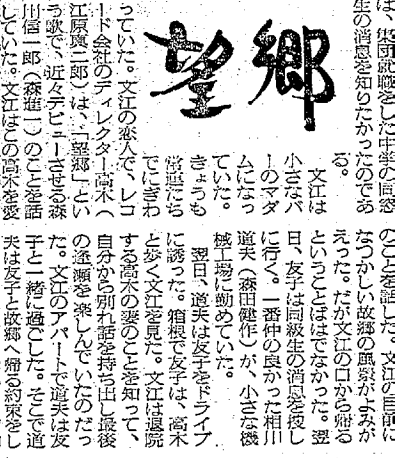 望郷
は、集団就職をした中学の同窓
生の消息を知りたかったのであ
る。
文江は
小さなバ
ーのマダ
ムになっ
ていた。
きょうも
常連たち
でにぎわ
っていた。文江の恋人で、レコ
ード会社のディレクター高木（
江原眞二郎）は、「望郷」とい
う歌で、近々デビューさせる森
川信一郎（森進一）のことを話
していた。文江はこの高木を愛
のことを話した。文江の目前に
なつかしい故郷の風景がよみが
えった。だが文江の口から帰る
ということばはでなかった。翌
日、友子は同級生の消息を捜し
に行く。一番仲の良かった相川
道夫（森田健作）が、小さな機
械工場に勤めていた。
翌日、道夫は友子をドライブ
に誘った。箱根で友子は、高木
と歩く文江を見た。文江は退院
する高木の妻のことを知って、
自分から別れ話を持ち出し最後
の逢瀬を楽しんでいたのだっ
た。文江のアパートで道夫は友
子と一緒に過ごした。そこで道
夫は友子と故郷へ帰る約束をし